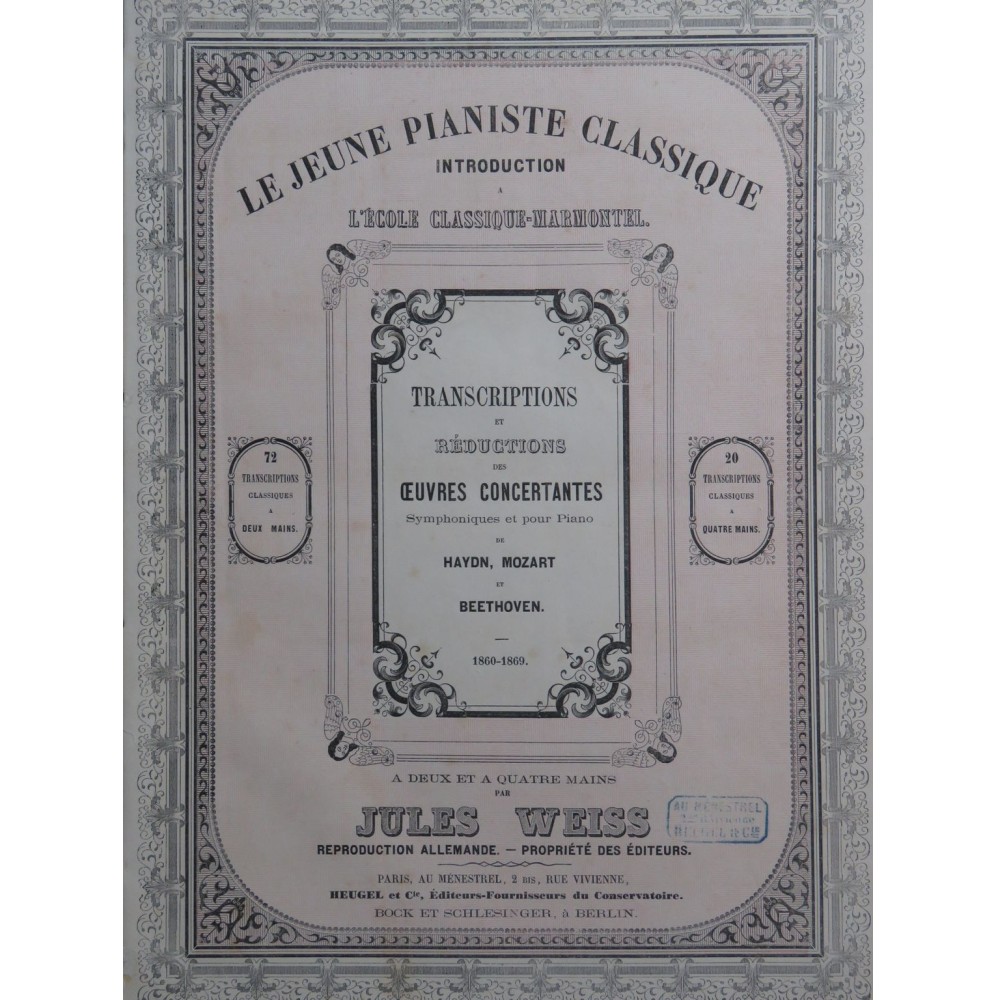 LE JEUNE PIANISTE CLASSIQUE
INTRODUCTION
A
L'ÉCOLE CLASSIQUE-MARMONTEL.
TRANSCRIPTIONS
ET
RÉDUCTIONS
DES
ŒUVRES CONCERTANTES
Symphoniques et pour Piano
DE
HAYDN, MOZART
ET
BEETHOVEN.
1860-1869.
72
TRANSCRIPTIONS
CLASSIQUES
A
DEUX MAINS.
20
TRANSCRIPTIONS
CLASSIQUES
A
QUATRE MAINS.
A DEUX ET A QUATRE MAINS
PAR
JULES WEISS
AU MÉNESTREL
HEUGEL & Cie
REPRODUCTION ALLEMANDE. — PROPRIÉTÉ DES ÉDITEURS.
PARIS, AU MÉNESTREL, 2 BIS, RUE VIVIENNE,
HEUGEL et Cie, Éditeurs-Fournisseurs du Conservatoire.
BOCK ET SCHLESINGER, à BERLIN.